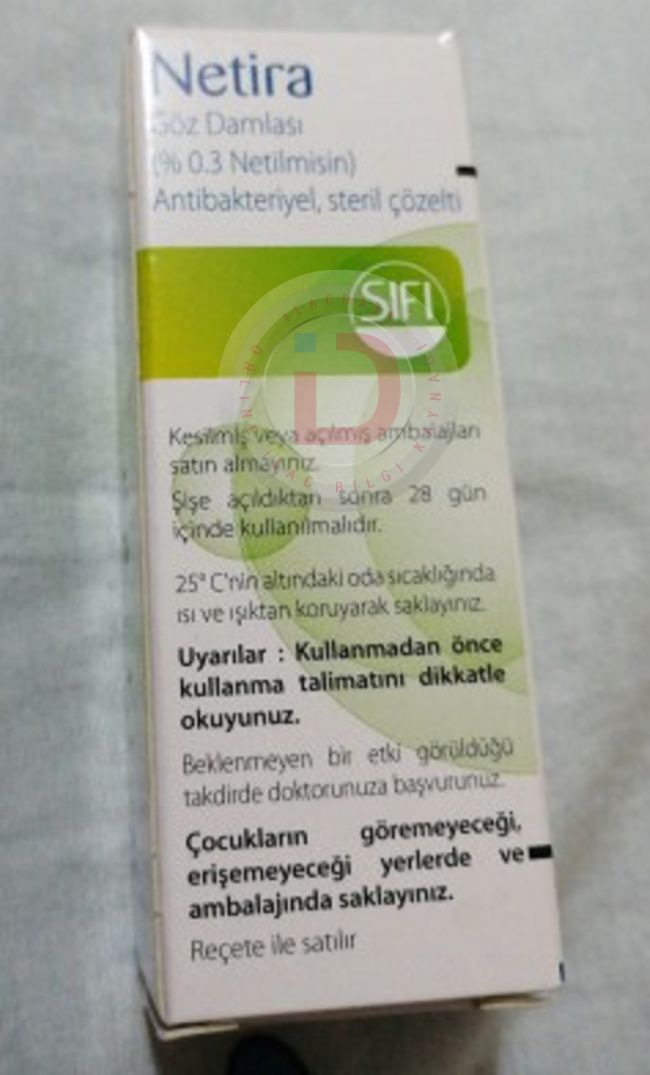 Netira
Göz Damlası
(% 0.3 Netilmisin)
Antibakteriyel, steril çözelti
SIFI
Kesilmiş veya açılmış ambalajları
satın almayınız.
Şişe açıldıktan sonra 28 gün
içinde kullanılmalıdır.
25° C'nin altındaki oda sıcaklığında
ısı ve ışıktan koruyarak saklayınız.
Uyarılar : Kullanmadan önce
kullanma talimatını dikkatle
okuyunuz.
Beklenmeyen bir etki görüldüğü
takdirde doktorunuza başvurunuz.
Çocukların göremeyeceği,
erişemeyeceği yerlerde ve
ambalajında saklayınız.
Reçete ile satılır